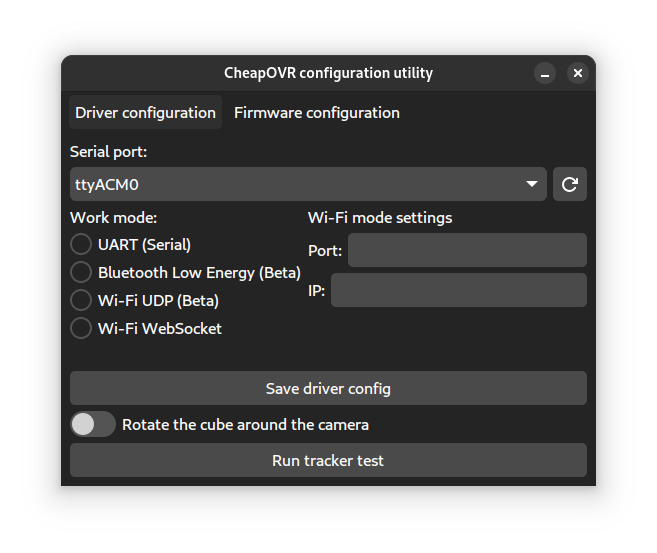 CheapOVR configuration utility
Driver configuration Firmware configuration
Serial port:
ttyACM0
Work mode:
UART (Serial)
Bluetooth Low Energy (Beta)
Wi-Fi UDP (Beta)
Wi-Fi WebSocket
Wi-Fi mode settings
Port:
IP:
Save driver config
Rotate the cube around the camera
Run tracker test